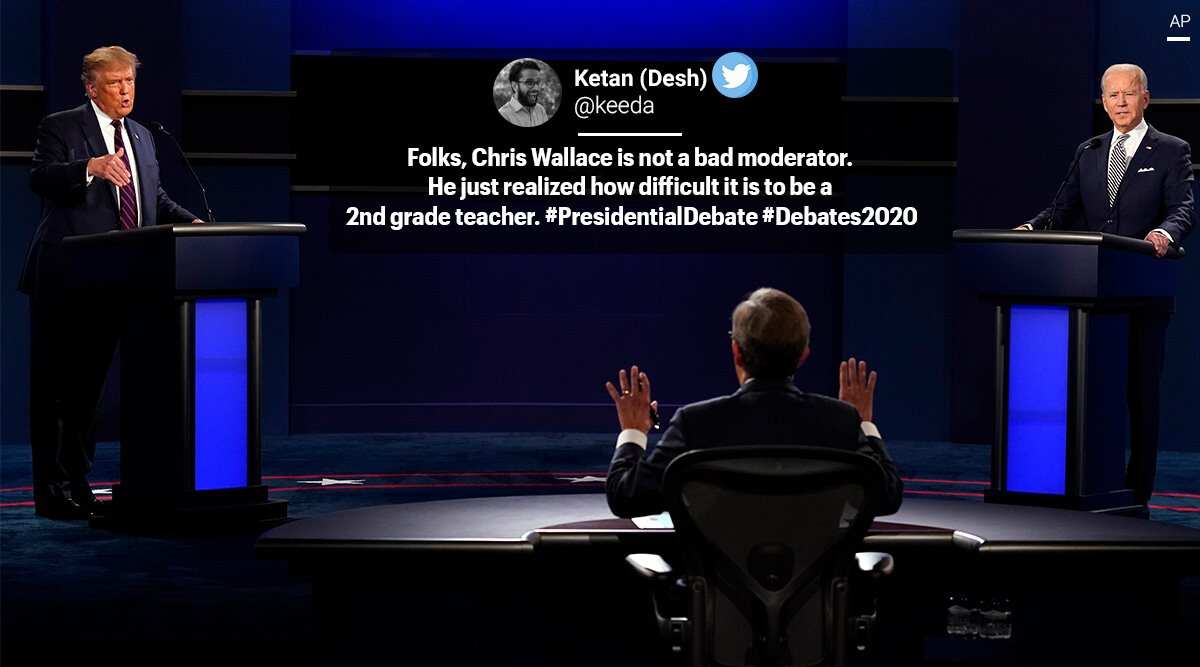 AP
Ketan (Desh)
@keeda
Folks, Chris Wallace is not a bad moderator.
He just realized how difficult it is to be a
2nd grade teacher. #PresidentialDebate #Debates2020